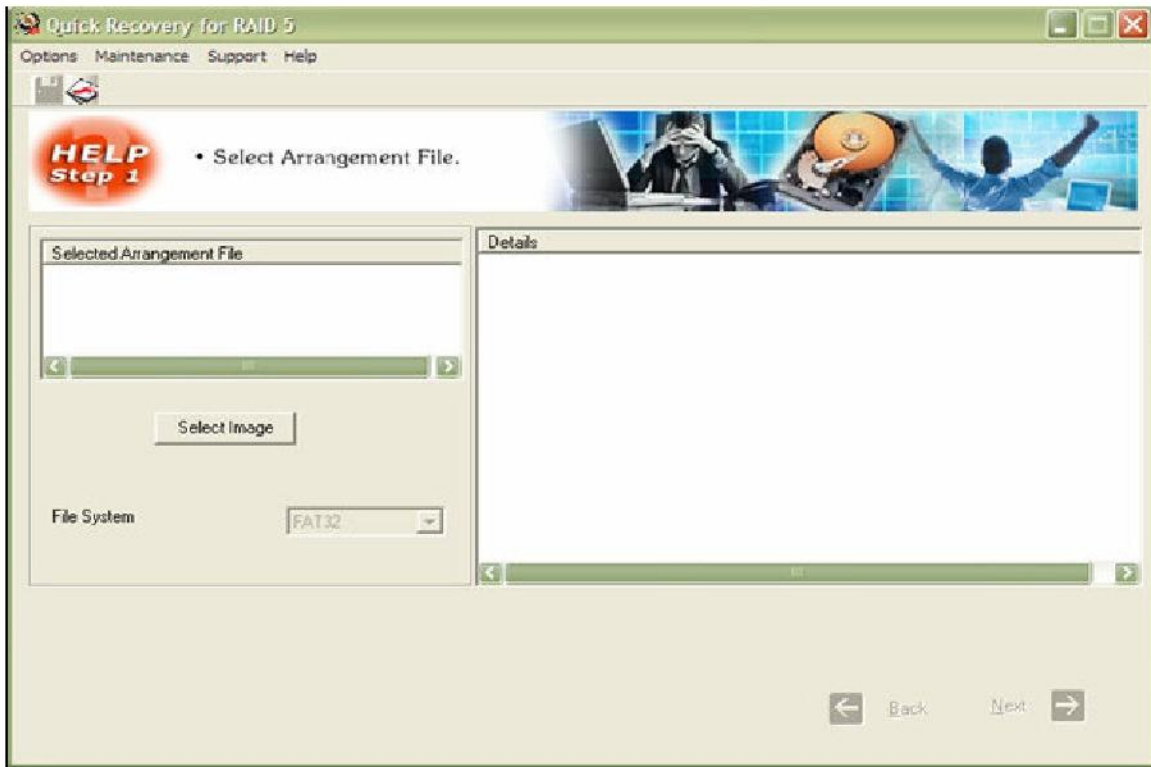 Quick Recovery for RAID 5
Options Maintenance Support Help
HELP
Step 1
• Select Arrangement File.
Selected Arrangement File
Details
Select Image
File System
FAT32
Back
Next